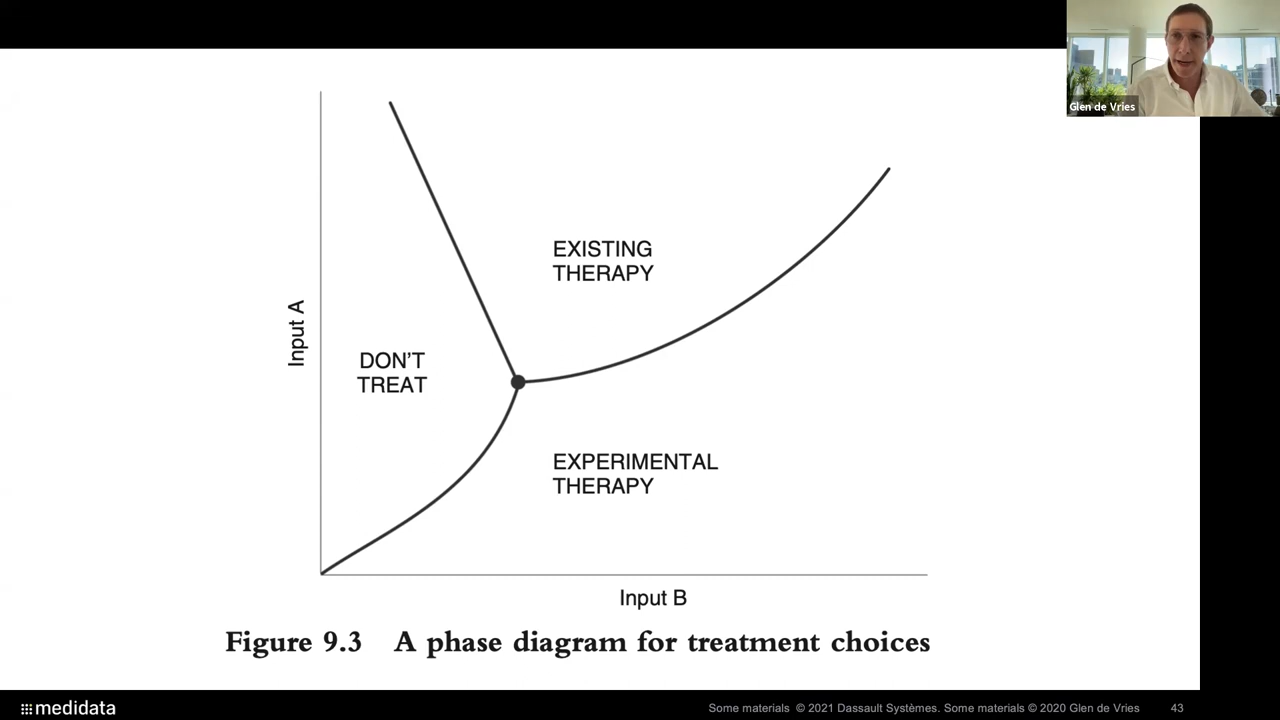 Glen de Vries
EXISTING
THERAPY
Input A
DON'T
TREAT
EXPERIMENTAL
THERAPY
Input B
Figure 9.3 A phase diagram for treatment choices
medidata
Some materials © 2021 Dassault Systèmes. Some materials © 2020 Glen de Vries
43